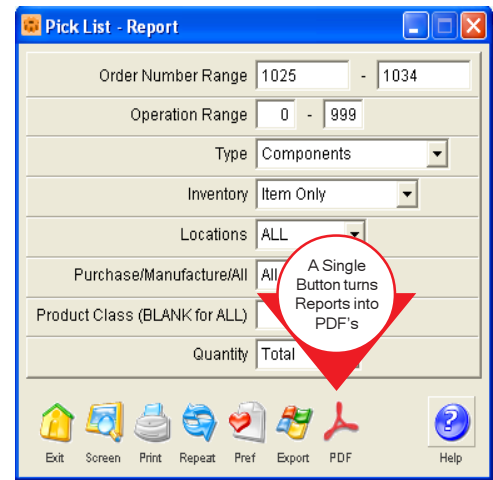 Pick List - Report
Order Number Range 1025 - 1034
Operation Range 0 - 999
Type Components
Inventory Item Only
Locations ALL
Purchase/Manufacture/All All
Product Class (BLANK for ALL)
Quantity Total
A Single
Button turns
Reports into
PDF's
Exit Screen Print Repeat Pref Export PDF Help